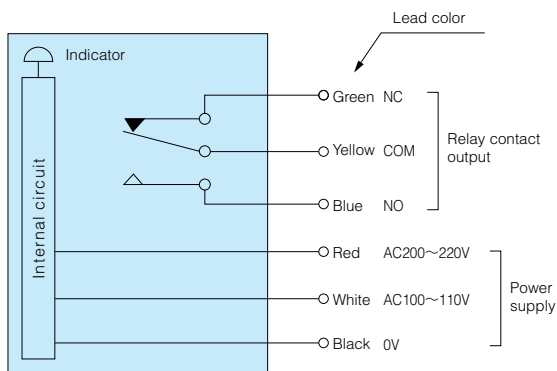 Lead color
Indicator
Internal circuit
Green NC
Yellow COM
Blue NO
Relay contact
output
Red AC200～220V
White AC100～110V
Black 0V
Power
supply